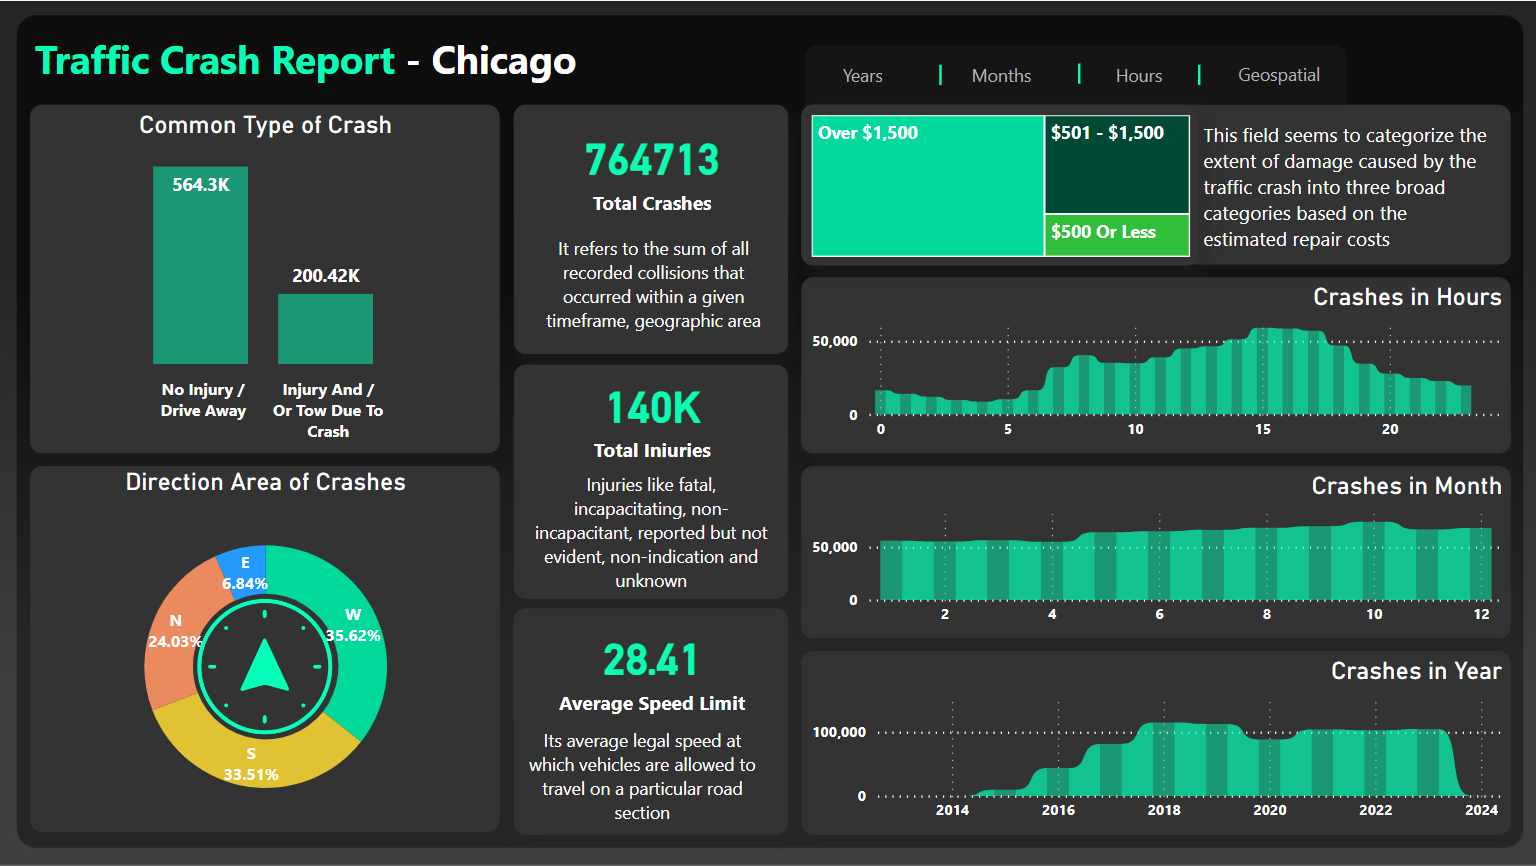 Traffic Crash Report - Chicago
Years
Months
Hours
Geospatial
Common Type of Crash
564.3K
200.42K
No Injury /
Drive Away
Injury And /
Or Tow Due To
Crash
Direction Area of Crashes
E
6.84%
W
35.62%
N
24.03%
S
33.51%
764713
Total Crashes
It refers to the sum of all
recorded collisions that
occurred within a given
timeframe, geographic area
140K
Total Iniuries
Injuries like fatal,
incapacitating, non-
incapacitant, reported but not
evident, non-indication and
unknown
28.41
Average Speed Limit
Its average legal speed at
which vehicles are allowed to
travel on a particular road
section
Over $1,500
$501 - $1,500
$500 Or Less
This field seems to categorize the
extent of damage caused by the
traffic crash into three broad
categories based on the
estimated repair costs
Crashes in Hours
50,000
0
0 5 10 15 20
Crashes in Month
50,000
0
2 4 6 8 10 12
Crashes in Year
100,000
0
2014 2016 2018 2020 2022 2024